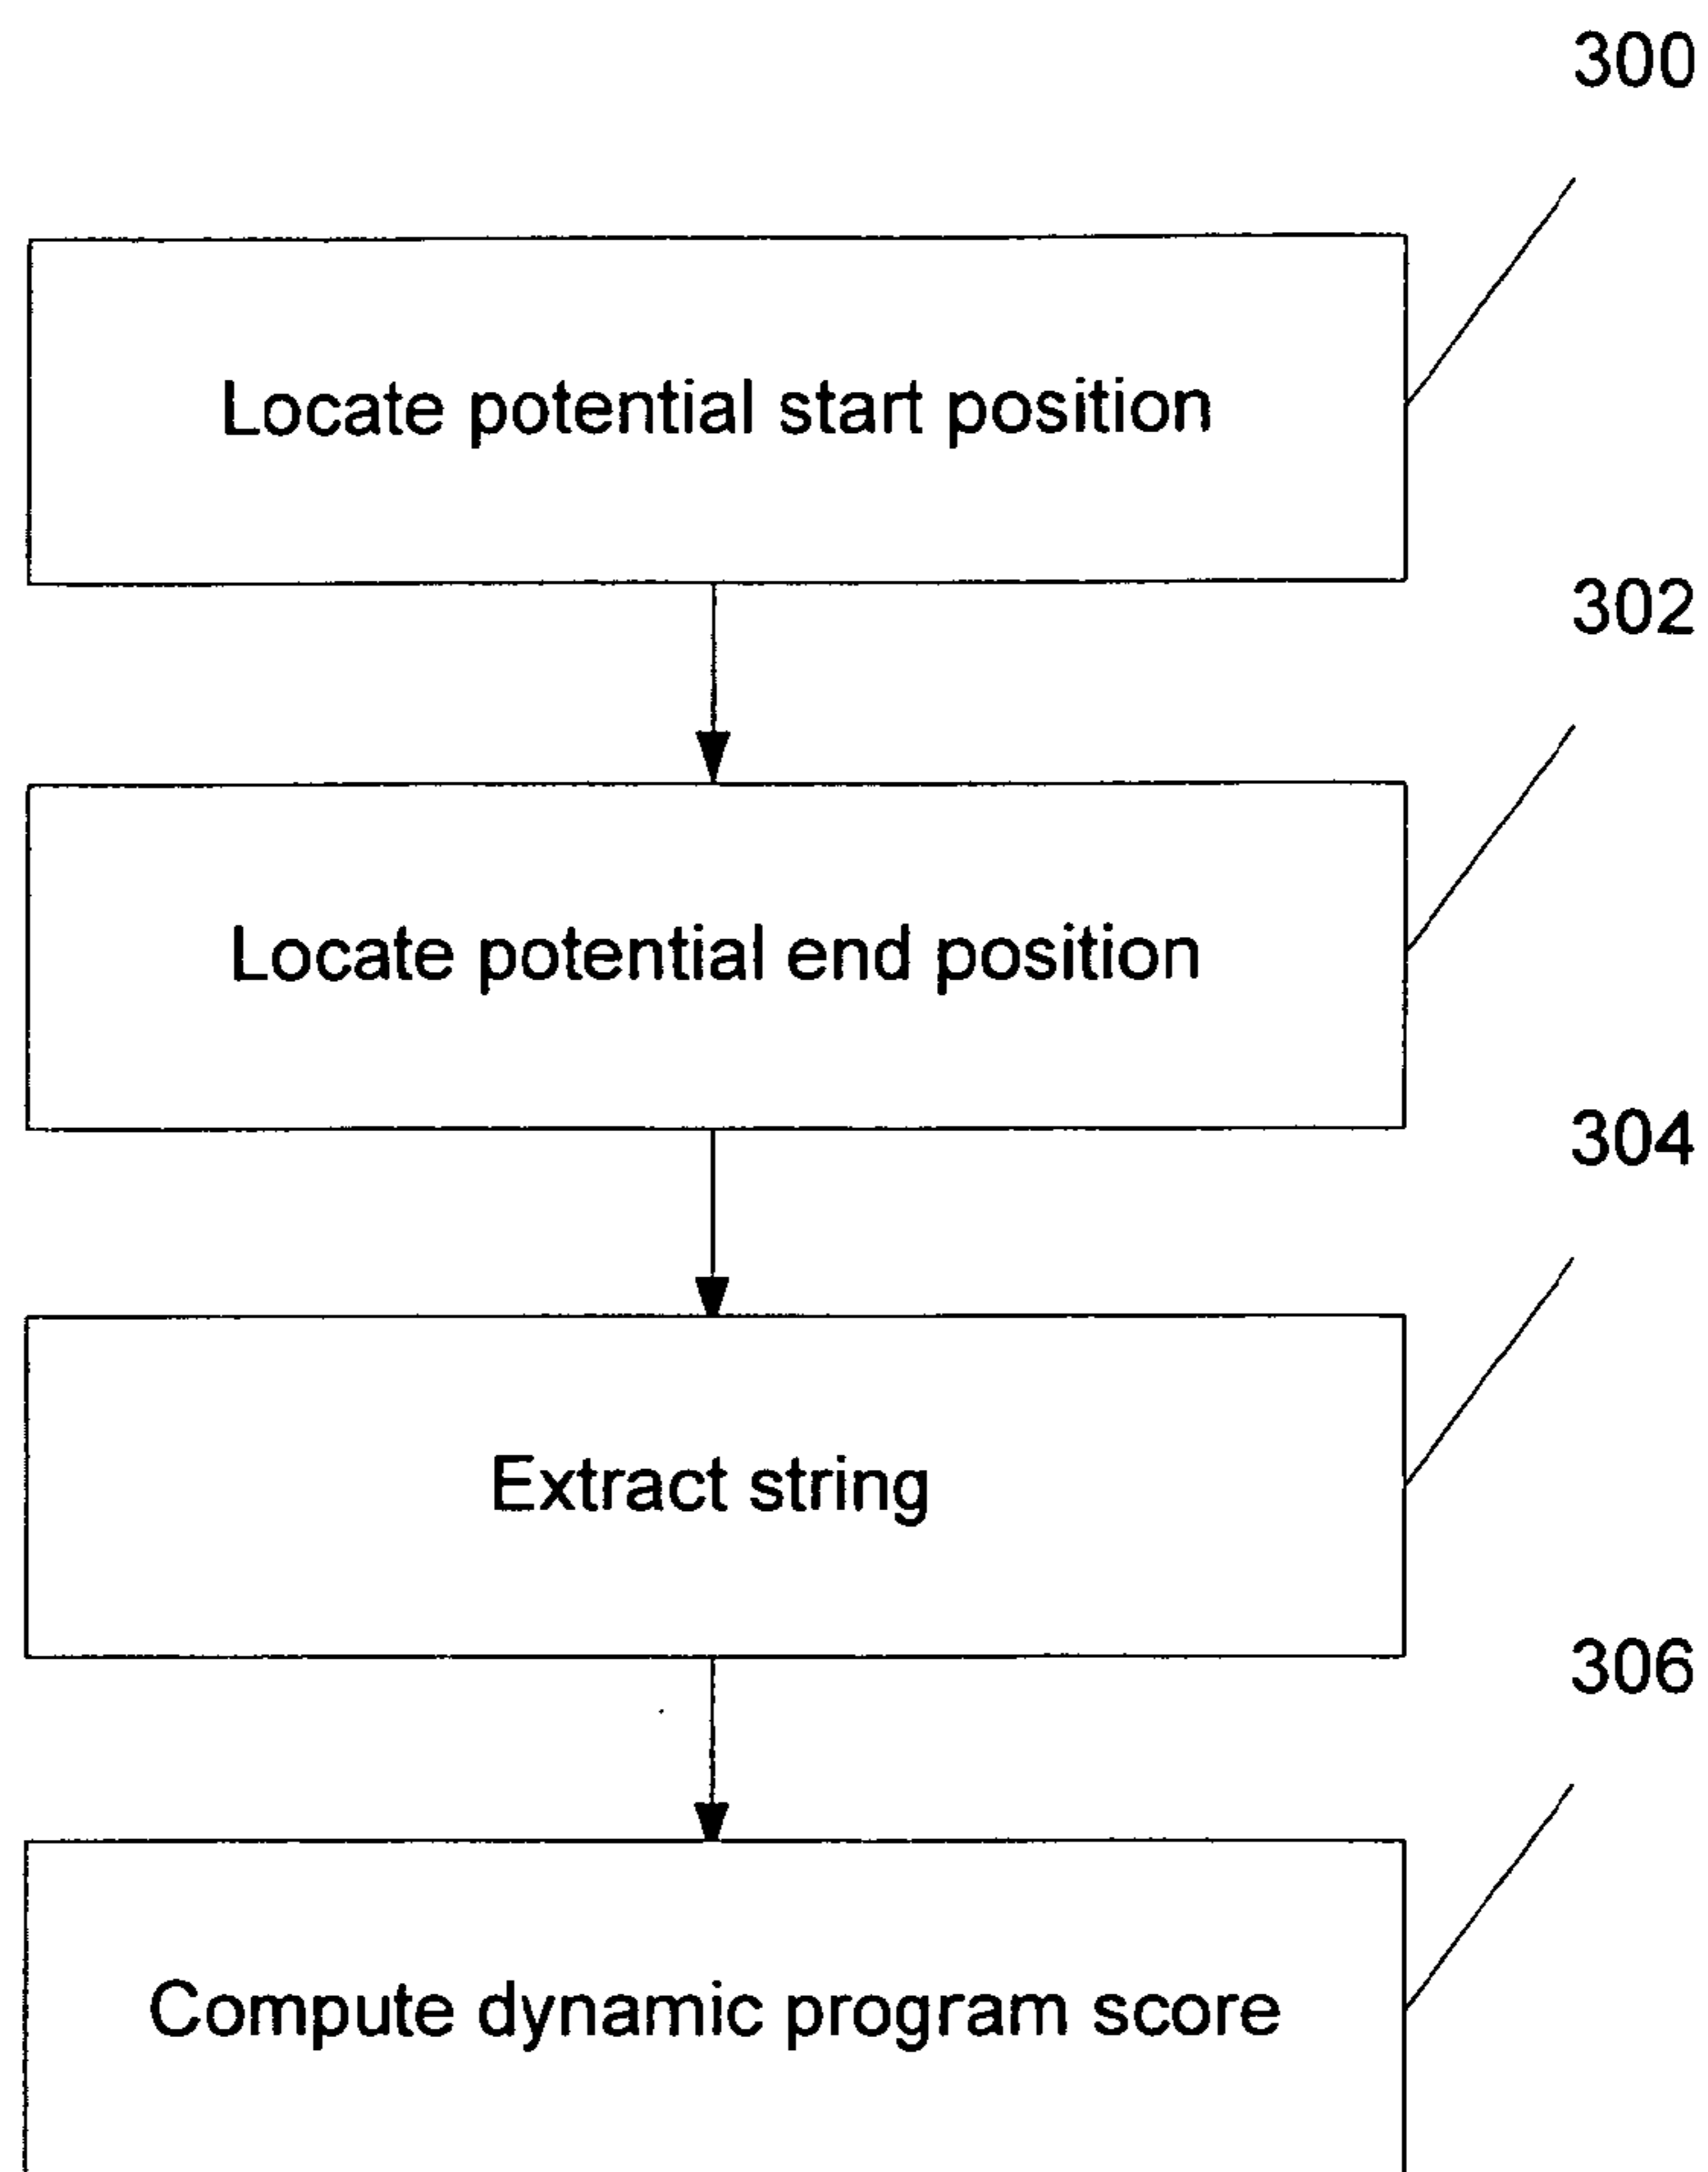 300
Locate potential start position
302
Locate potential end position
304
Extract string
306
Compute dynamic program score